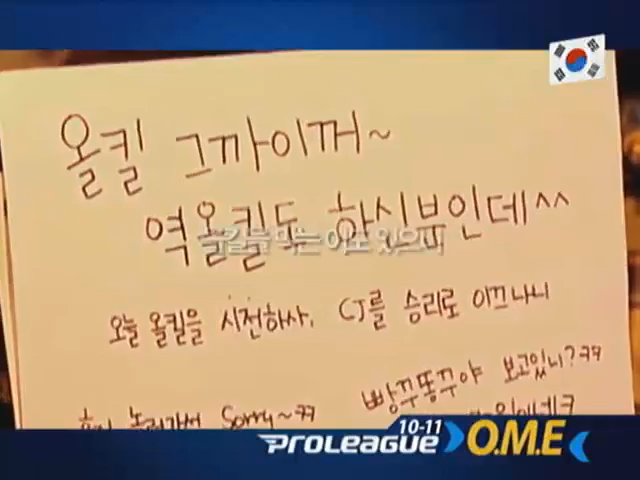 올킬 그까이꺼~
역올킬도 하신분인데^^
오늘 올킬을 시전하사, CJ를 승리로 이끄나니
빵꾸똥꾸야 보고있니? ㅋㅋ
Sorry~ㅋㅋ
10-11
PROLEAGUE O.M.E